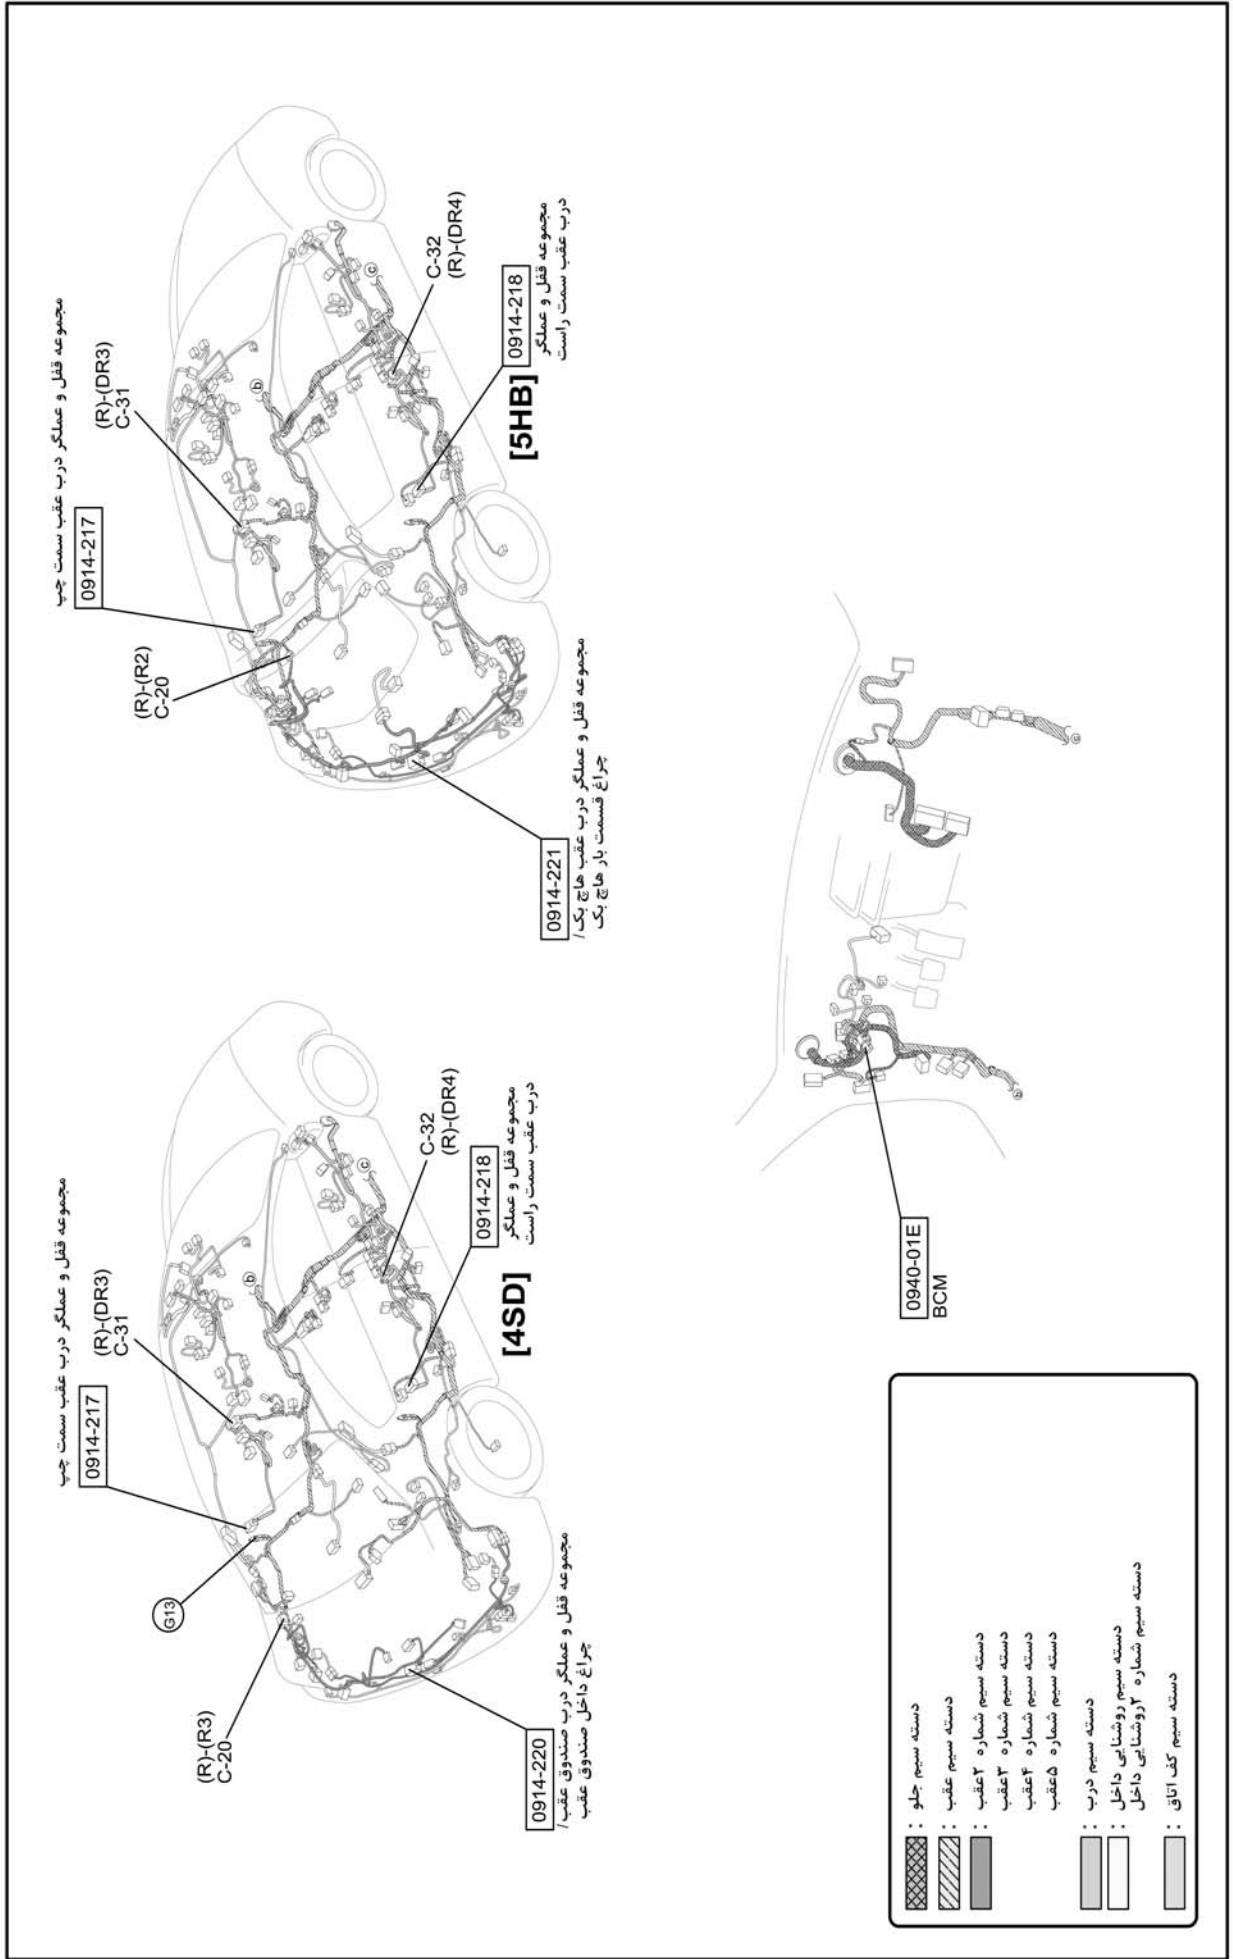 مجموعه قفل و عملگر درب عقب سمت چپ
0914-217
(R)-(DR3)
C-31
G13
(R)-(R3)
C-20
C-32
(R)-(DR4)
0914-218
مجموعه قفل و عملگر
درب عقب سمت راست
[4SD]
0914-220
مجموعه قفل و عملگر درب صندوق عقب/
چراغ داخل صندوق عقب
b
c
مجموعه قفل و عملگر درب عقب سمت چپ
0914-217
(R)-(DR3)
C-31
(R)-(R2)
C-20
C-32
(R)-(DR4)
0914-218
مجموعه قفل و عملگر
درب عقب سمت راست
[5HB]
0914-221
مجموعه قفل و عملگر درب عقب هاچ بک/
چراغ قسمت بار هاچ بک
b
c
0940-01E
BCM
: دسته سیم جلو
: دسته سیم عقب
: دسته سیم شماره ۲عقب
دسته سیم شماره ۳عقب
دسته سیم شماره ۴عقب
دسته سیم شماره ۵عقب
: دسته سیم درب
: دسته سیم روشنایی داخل
دسته سیم شماره ۲روشنایی داخل
: دسته سیم کف اتاق